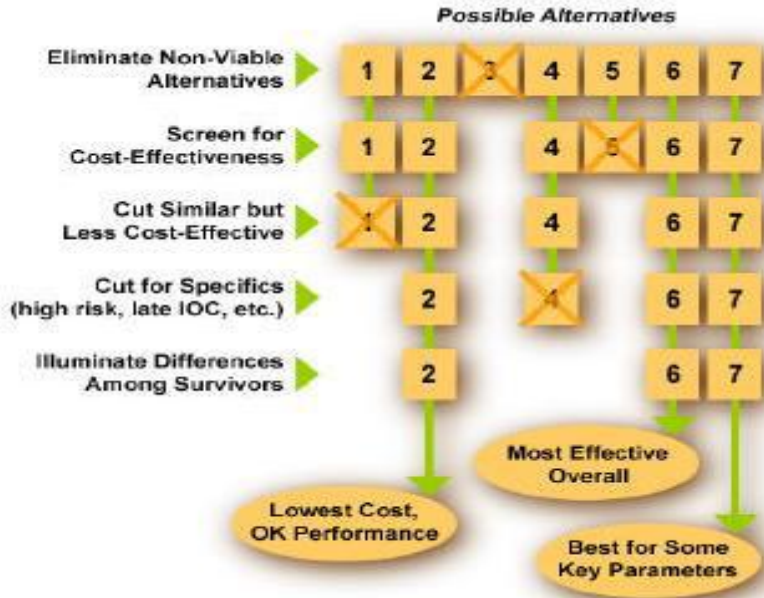 Possible Alternatives
Eliminate Non-Viable
Alternatives
1 2 3 4 5 6 7
Screen for
Cost-Effectiveness
1 2 4 5 6 7
Cut Similar but
Less Cost-Effective
1 2 4 6 7
Cut for Specifics
(high risk, late IOC, etc.)
2 4 6 7
Illuminate Differences
Among Survivors
2 6 7
Most Effective
Overall
Lowest Cost,
OK Performance
Best for Some
Key Parameters